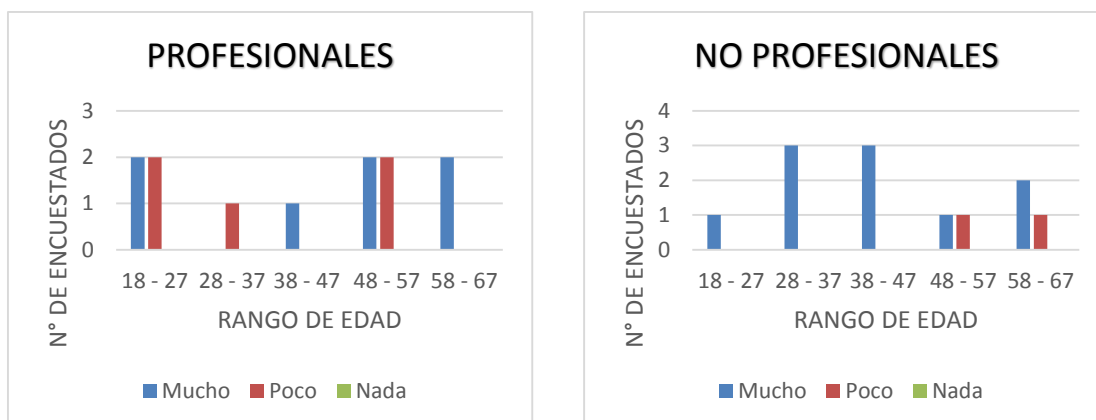 PROFESIONALES
3
2
1
0
N° DE ENCUESTADOS
18 - 27 28 - 37 38 - 47 48 - 57 58 - 67
RANGO DE EDAD
Mucho Poco Nada
NO PROFESIONALES
4
3
2
1
0
N° DE ENCUESTADOS
18 - 27 28 - 37 38 - 47 48 - 57 58 - 67
RANGO DE EDAD
Mucho Poco Nada